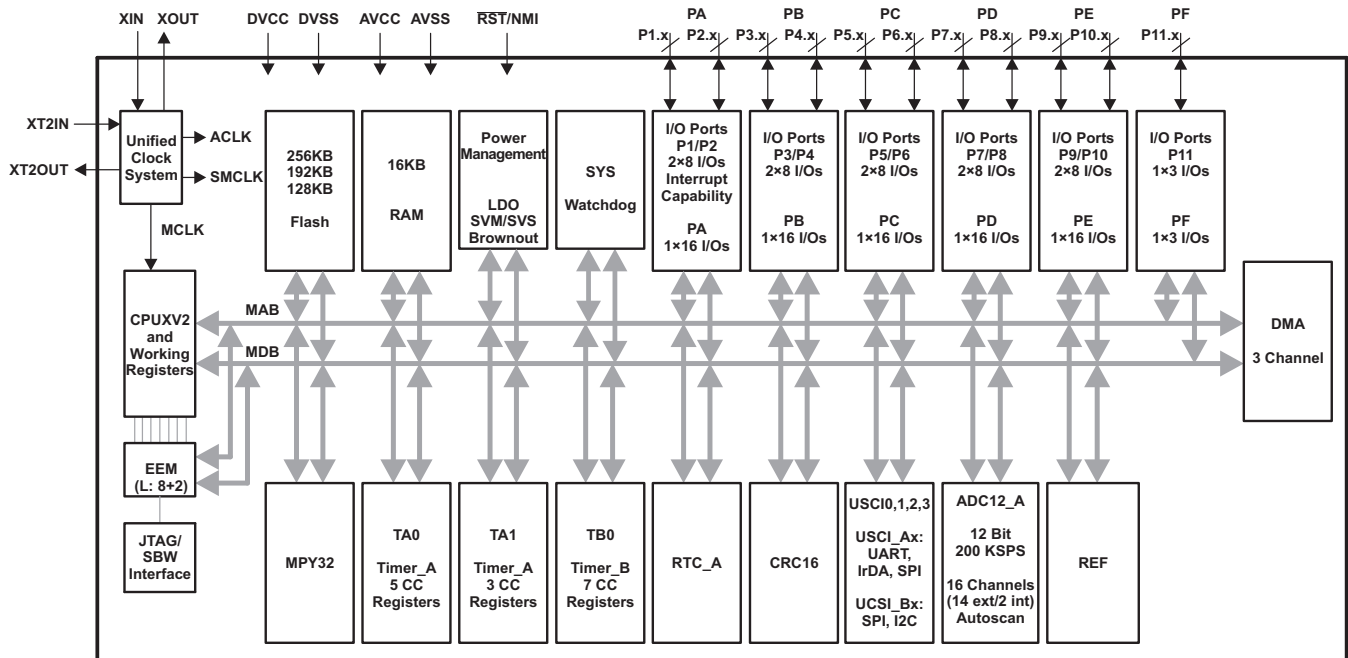 XIN XOUT DVCC DVSS AVCC AVSS RST/NMI PA PB PC PD PE PF
P1.x P2.x P3.x P4.x P5.x P6.x P7.x P8.x P9.x P10.x P11.x
XT2IN
XT2OUT
Unified
Clock
System
ACLK
SMCLK
MCLK
256KB
192KB
128KB
Flash
16KB
RAM
Power
Management
LDO
SVM/SVS
Brownout
SYS
Watchdog
I/O Ports
P1/P2
2×8 I/Os
Interrupt
Capability
PA
1×16 I/Os
I/O Ports
P3/P4
2×8 I/Os
PB
1×16 I/Os
I/O Ports
P5/P6
2×8 I/Os
PC
1×16 I/Os
I/O Ports
P7/P8
2×8 I/Os
PD
1×16 I/Os
I/O Ports
P9/P10
2×8 I/Os
PE
1×16 I/Os
I/O Ports
P11
1×3 I/Os
PF
1×3 I/Os
CPUXV2
and
Working
Registers
MAB
MDB
DMA
3 Channel
EEM
(L: 8+2)
JTAG/
SBW
Interface
MPY32
TA0
Timer_A
5 CC
Registers
TA1
Timer_A
3 CC
Registers
TB0
Timer_B
7 CC
Registers
RTC_A
CRC16
USCI0,1,2,3
USCI_Ax:
UART,
IrDA, SPI
UCSI_Bx:
SPI, I2C
ADC12_A
12 Bit
200 KSPS
16 Channels
(14 ext/2 int)
Autoscan
REF